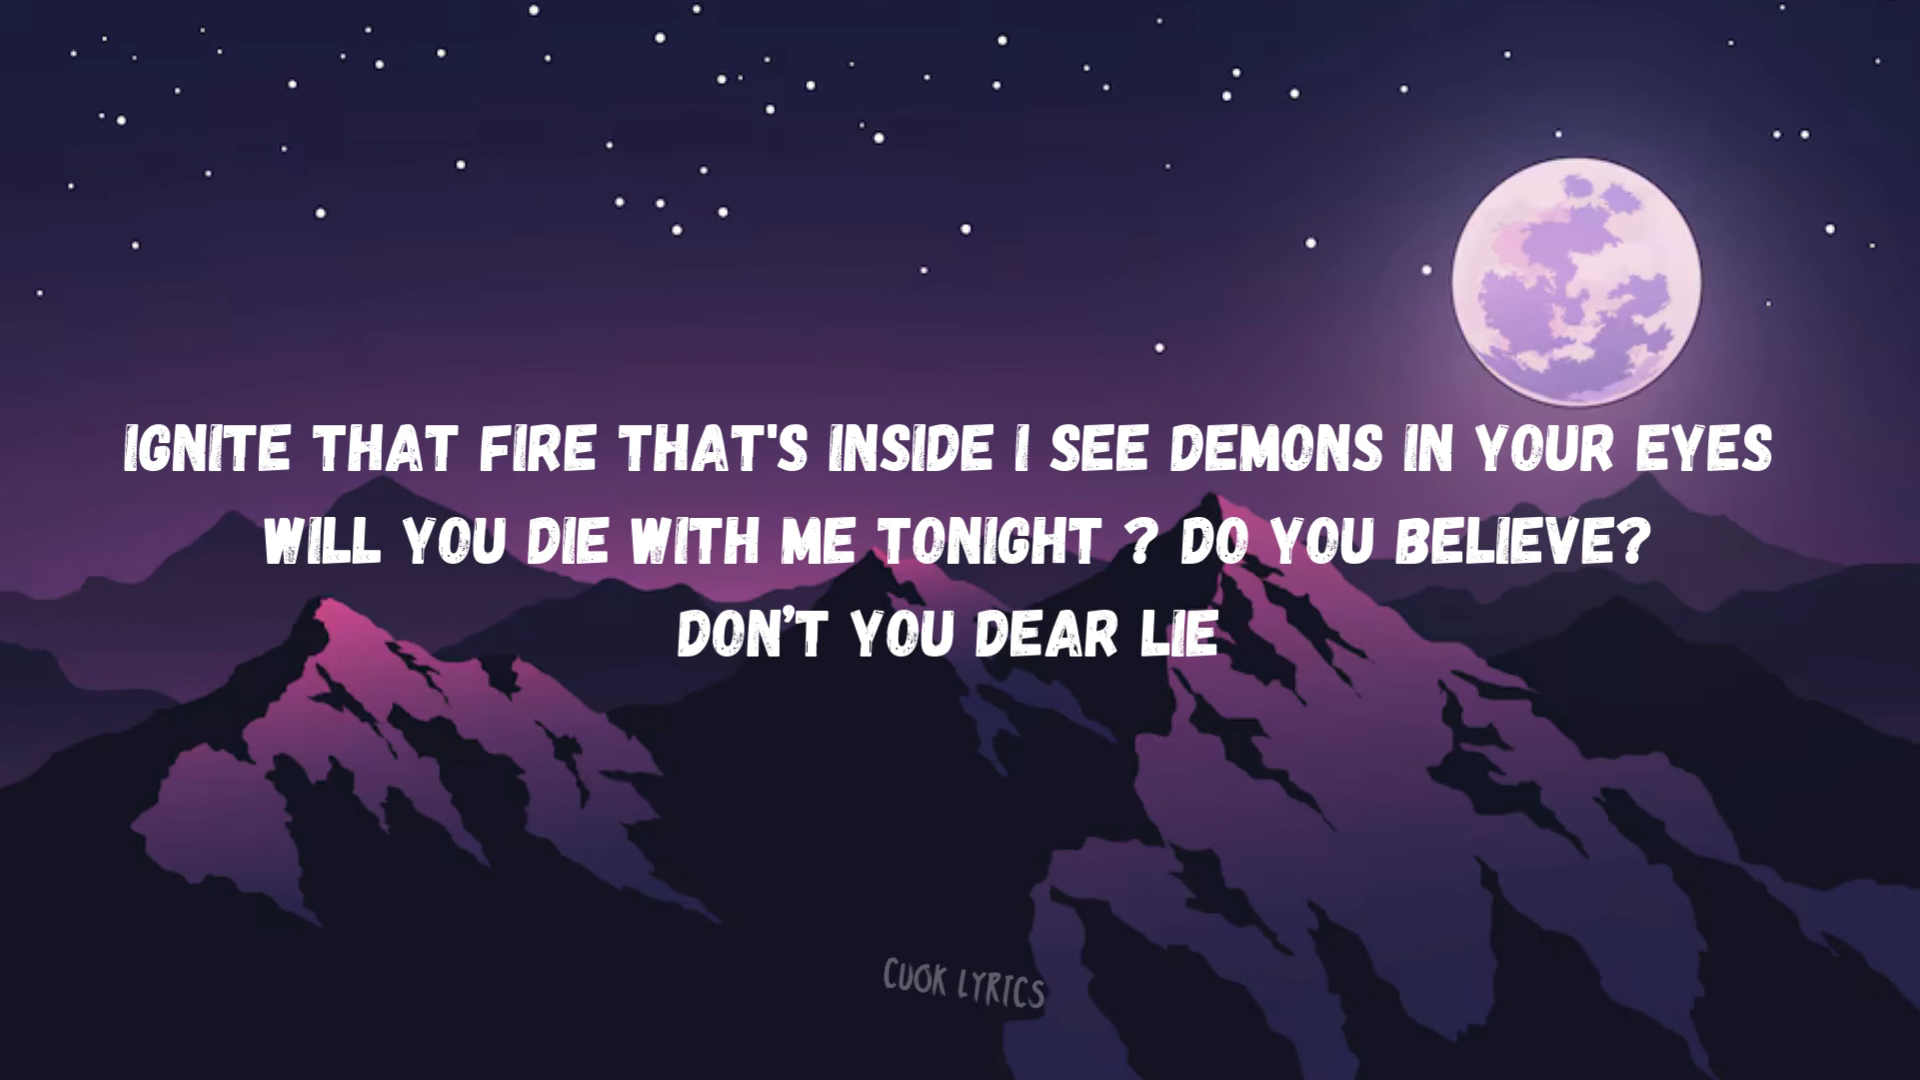 IGNITE THAT FIRE THAT'S INSIDE I SEE DEMONS IN YOUR EYES
WILL YOU DIE WITH ME TONIGHT ? DO YOU BELIEVE?
DON’T YOU DEAR LIE
CUOK LYRICS